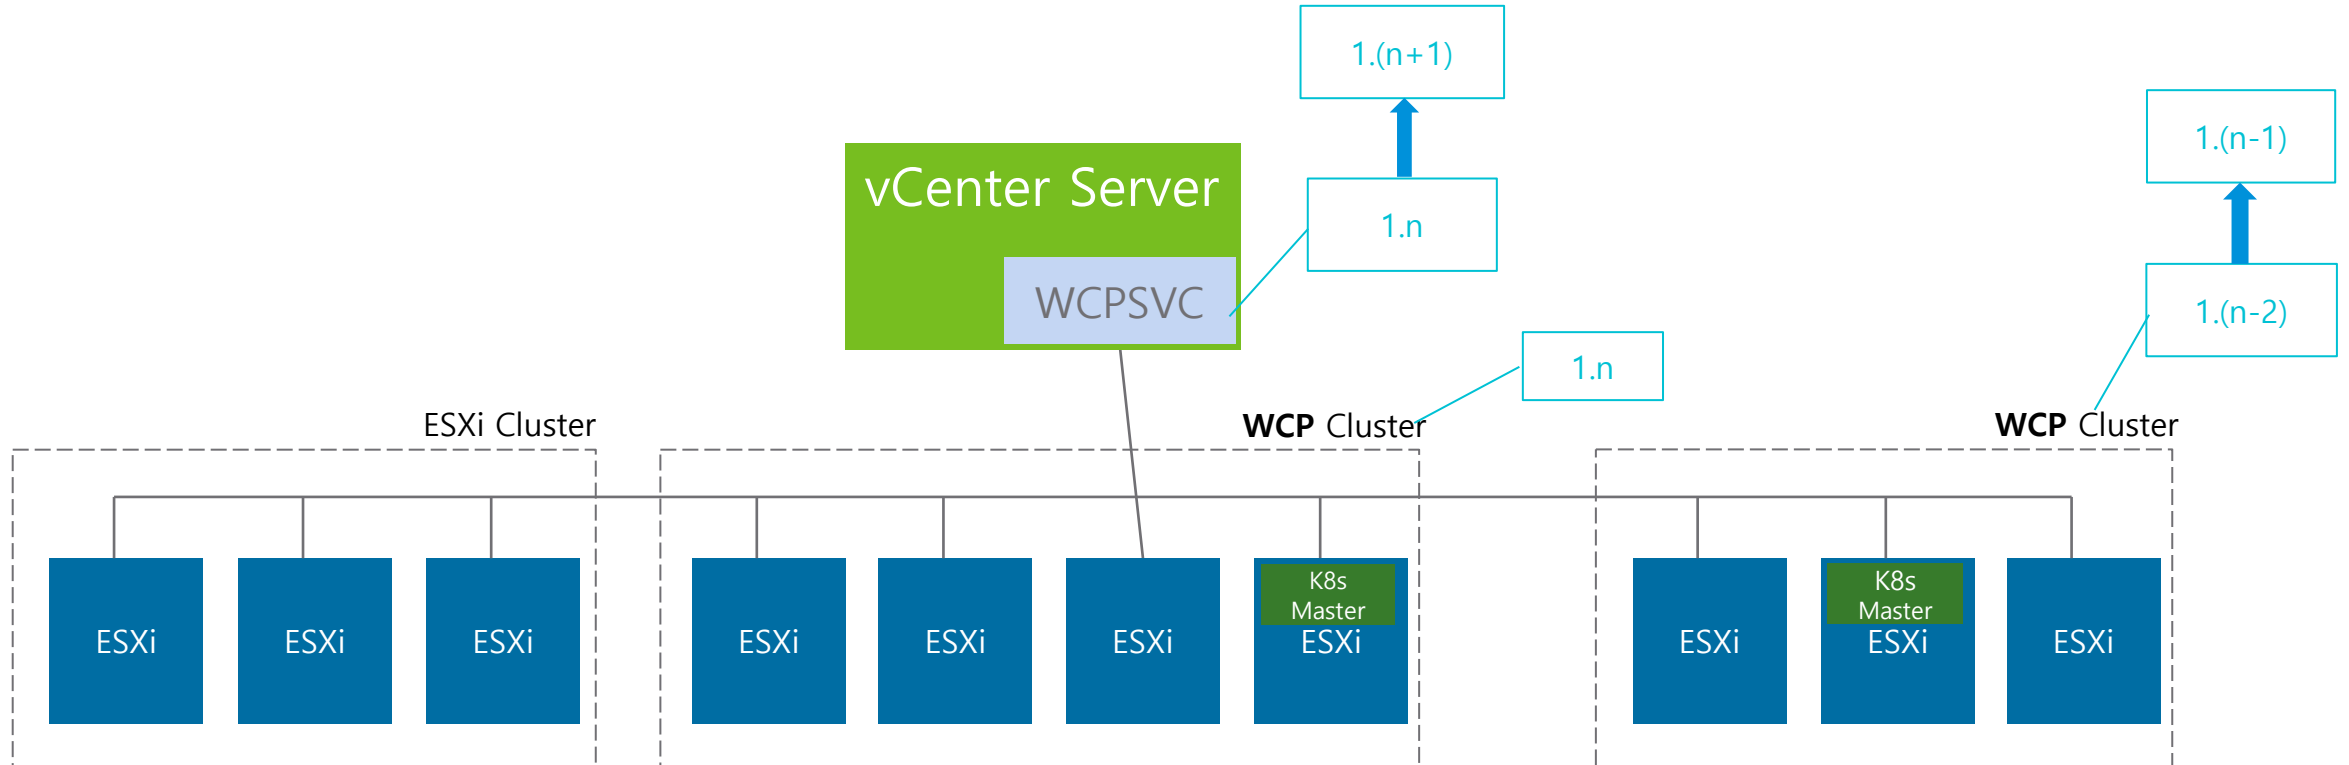 1.(n+1)
1.(n-1)
vCenter Server
1.n
WCPSVC
1.(n-2)
1.n
ESXi Cluster
WCP Cluster
WCP Cluster
ESXi
ESXi
ESXi
ESXi
ESXi
ESXi
K8s
Master
ESXi
ESXi
K8s
Master
ESXi
ESXi